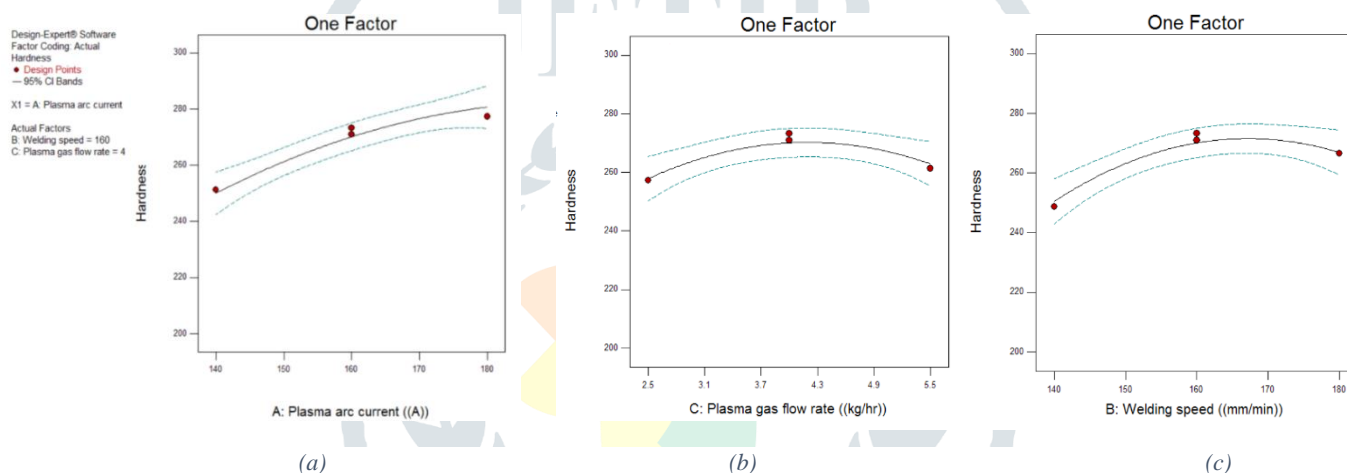 Design-Expert® Software
Factor Coding: Actual
Hardness
Design Points
95% CI Bands
X1 = A: Plasma arc current
Actual Factors
B: Welding speed = 160
C: Plasma gas flow rate = 4
One Factor
Hardness
300
280
260
240
220
200
140 150 160 170 180
A: Plasma arc current ((A))
(a)
One Factor
Hardness
300
280
260
240
220
200
2.5 3.1 3.7 4.3 4.9 5.5
C: Plasma gas flow rate ((kg/hr))
(b)
One Factor
Hardness
300
280
260
240
220
200
140 150 160 170 180
B: Welding speed ((mm/min))
(c)